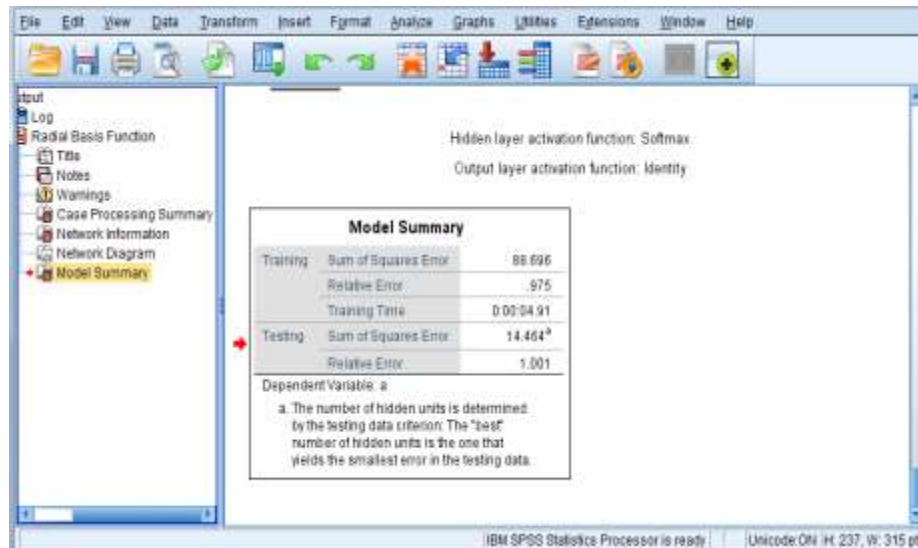 File Edit View Data Transform Insert Format Analyze Graphs Utilities Extensions Window Help
tput
Log
Radial Basis Function
Title
Notes
Warnings
Case Processing Summary
Network Information
Network Diagram
Model Summary
Hidden layer activation function: Softmax
Output layer activation function: Identity
Model Summary
Training Sum of Squares Error 88.696
Relative Error .975
Training Time 0:00:04.91
Testing Sum of Squares Error 14.464ª
Relative Error 1.001
Dependent Variable: a
a. The number of hidden units is determined
by the testing data criterion: The "best"
number of hidden units is the one that
yields the smallest error in the testing data.
IBM SPSS Statistics Processor is ready Unicode:ON H: 237, W: 315 pt